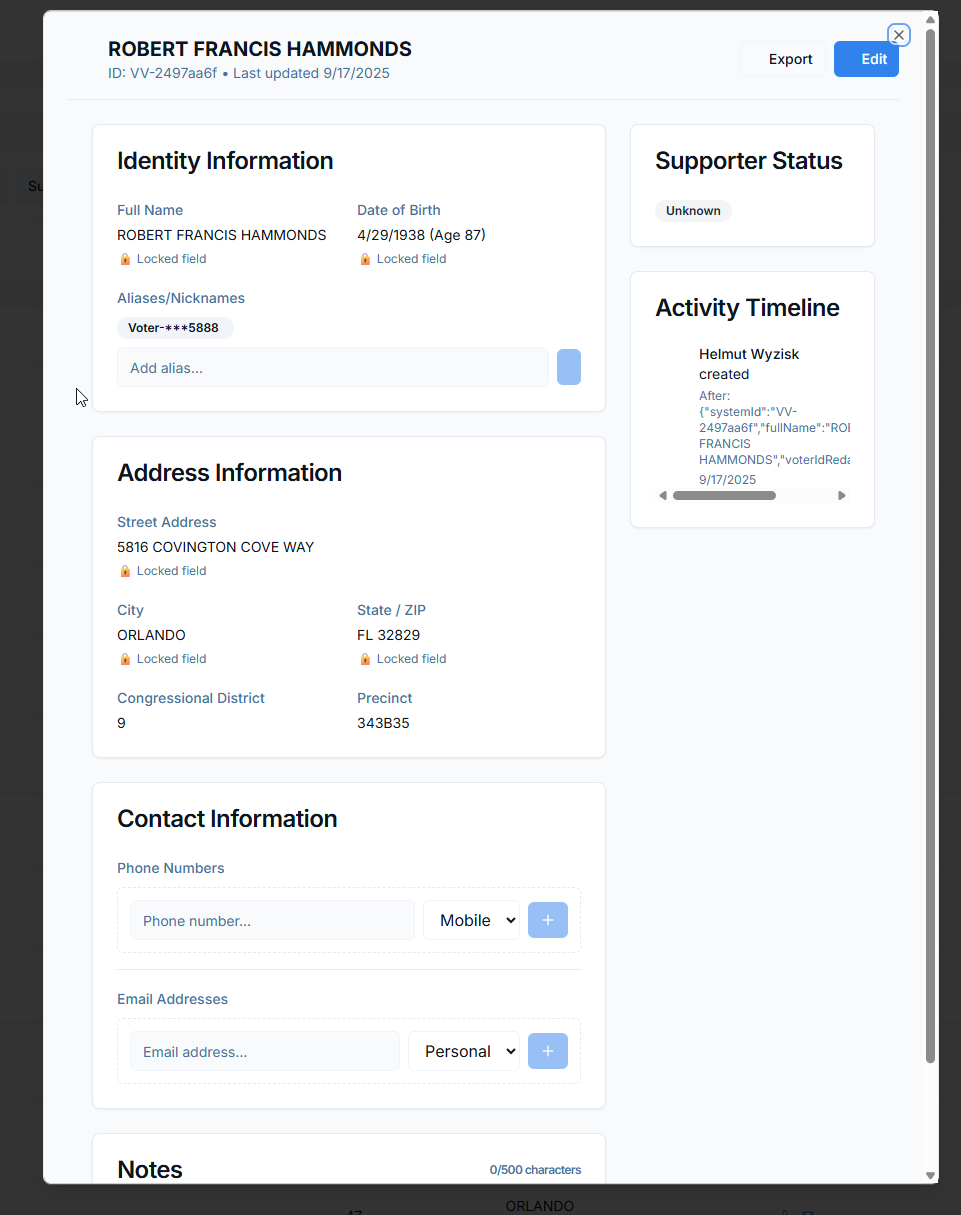 ROBERT FRANCIS HAMMONDS
ID: VV-2497aa6f • Last updated 9/17/2025
Export
Edit
Su
Identity Information
Full Name
Date of Birth
ROBERT FRANCIS HAMMONDS
4/29/1938 (Age 87)
🔒 Locked field
🔒 Locked field
Aliases/Nicknames
Voter-***5888
Add alias...
Supporter Status
Unknown
Activity Timeline
Helmut Wyzisk
created
After:
{"systemId":"VV-
2497aa6f","fullName":"ROI
FRANCIS
HAMMONDS","voterIdReda
9/17/2025
Address Information
Street Address
5816 COVINGTON COVE WAY
🔒 Locked field
City
State / ZIP
ORLANDO
FL 32829
🔒 Locked field
🔒 Locked field
Congressional District
Precinct
9
343B35
Contact Information
Phone Numbers
Phone number...
Mobile
+
Email Addresses
Email address...
Personal
+
Notes
0/500 characters
47
ORLANDO